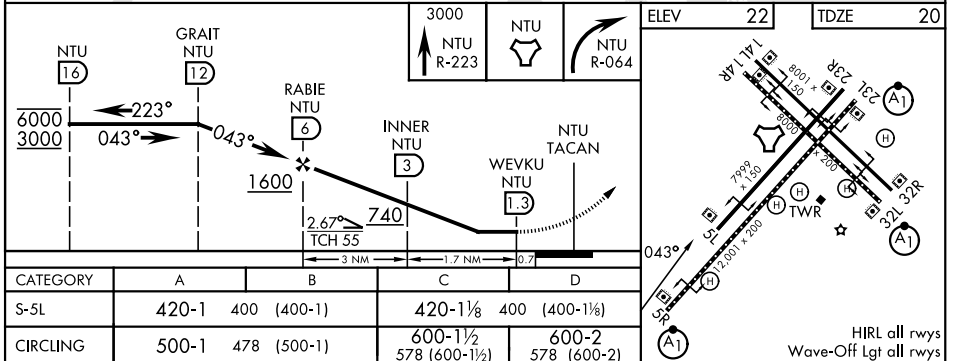 3000
NTU
R-223
NTU
NTU
R-064
NTU
16
GRAIT
NTU
12
RABIE
NTU
6
INNER
NTU
3
WEVKU
NTU
1.3
NTU
TACAN
6000
3000
223°
043°
043°
1600
2.67°
TCH 55
740
3 NM
1.7 NM
0.7
CATEGORY A B C D
S-5L 420-1 400 (400-1) 420-1⅛ 400 (400-1⅛)
CIRCLING 500-1 478 (500-1) 600-1½ 578 (600-1½) 600-2 578 (600-2)
ELEV 22
TDZE 20
14L
14R
8001 x 150
23R
23L
A1
8000 x 200
H
7999 x 150
H
H
H
TWR
32R
32L
A1
5L
043°
12,001 x 200
H
5R
A1
HIRL all rwys
Wave-Off Lgt all rwys